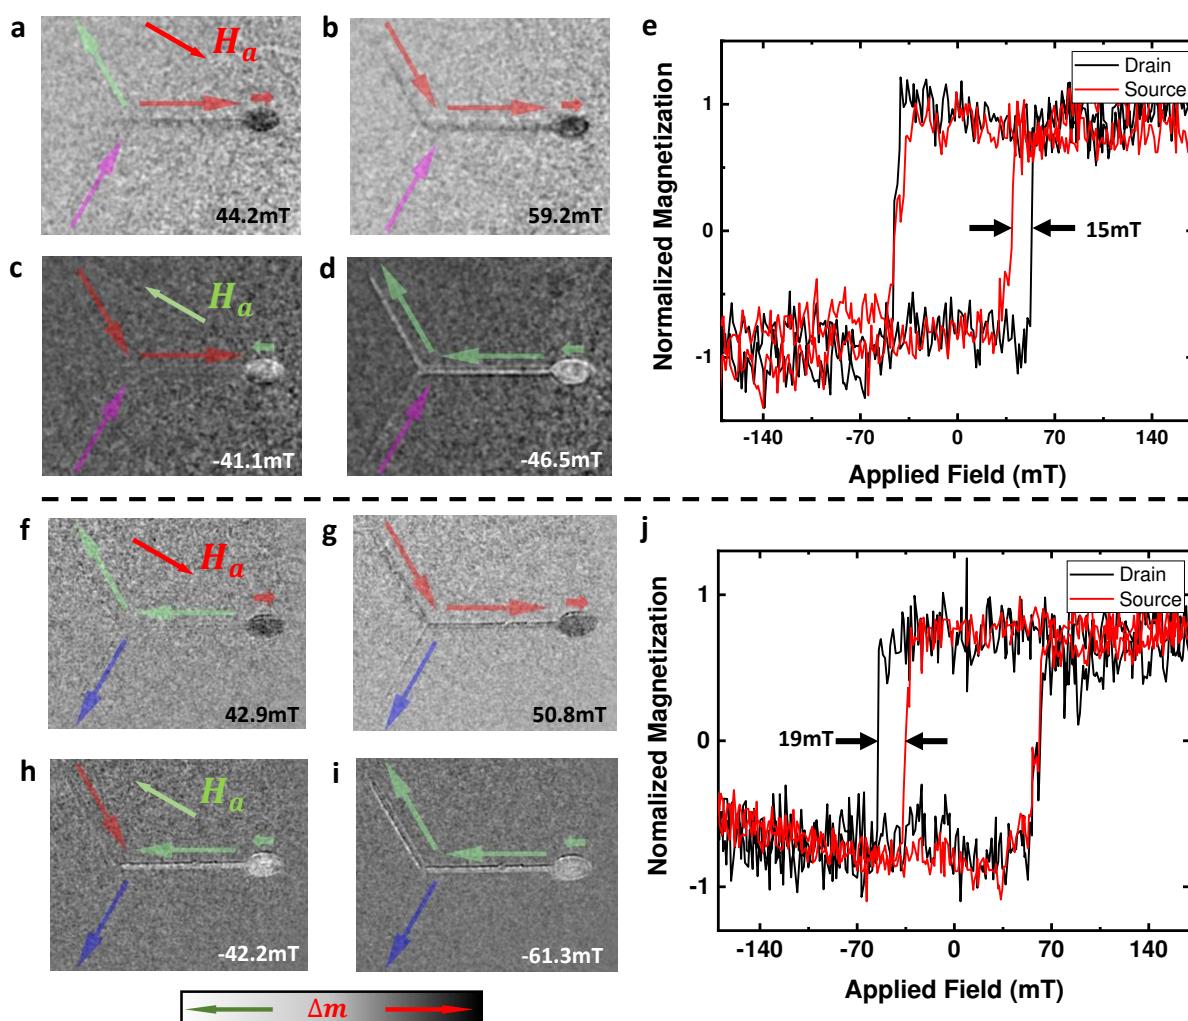 a
H_a
44.2mT
b
59.2mT
c
H_a
-41.1mT
d
-46.5mT
e
Normalized Magnetization
1
0
-1
Drain
Source
15mT
-140 -70 0 70 140
Applied Field (mT)
f
H_a
42.9mT
g
50.8mT
h
H_a
-42.2mT
i
-61.3mT
j
Nomalized Magnetization
1
0
-1
Drain
Source
19mT
-140 -70 0 70 140
Applied Field (mT)
Δm